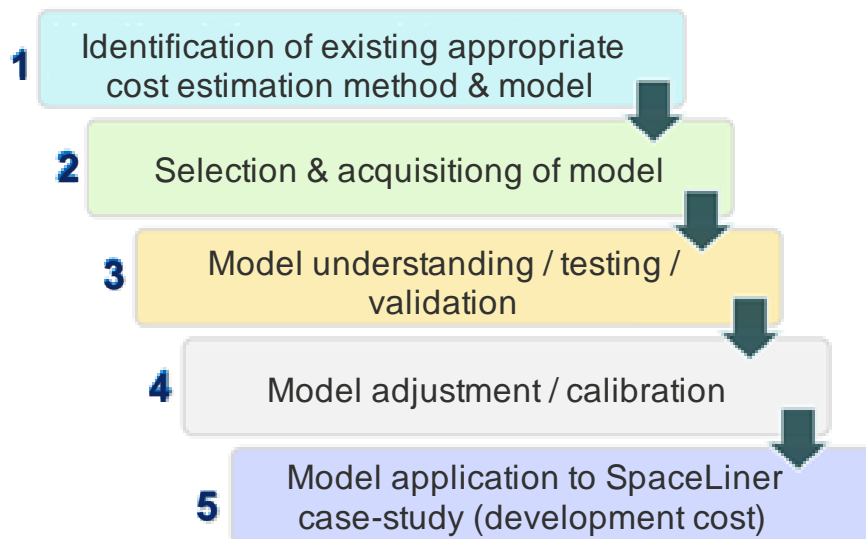 1
Identification of existing appropriate
cost estimation method & model
2
Selection & acquisitiong of model
3
Model understanding / testing /
validation
4
Model adjustment / calibration
5
Model application to SpaceLiner
case-study (development cost)